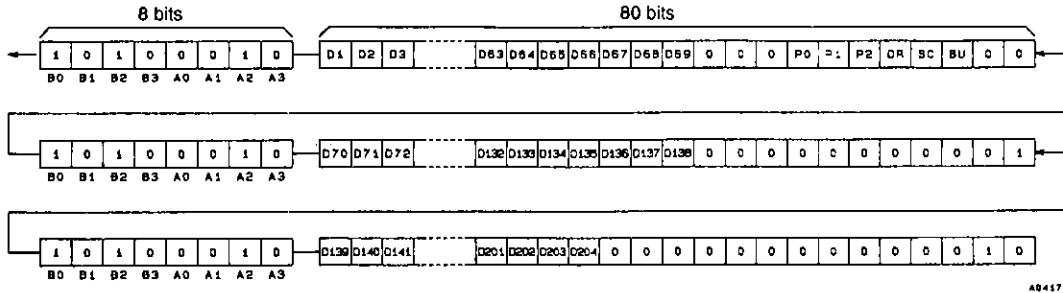 8 bits 80 bits
1 0 1 0 0 0 1 0 D1 D2 D3 D63 D64 D65 D66 D67 D68 D69 0 0 0 P0 P1 P2 DR SC BU 0 0
B0 B1 B2 B3 A0 A1 A2 A3
1 0 1 0 0 0 1 0 D70 D71 D72 D132 D133 D134 D135 D136 D137 D138 0 0 0 0 0 0 0 0 0 0 1
B0 B1 B2 B3 A0 A1 A2 A3
1 0 1 0 0 0 1 0 D139 D140 D141 D201 D202 D203 D204 0 0 0 0 0 0 0 0 0 0 0 0 1 0
B0 B1 B2 B3 A0 A1 A2 A3